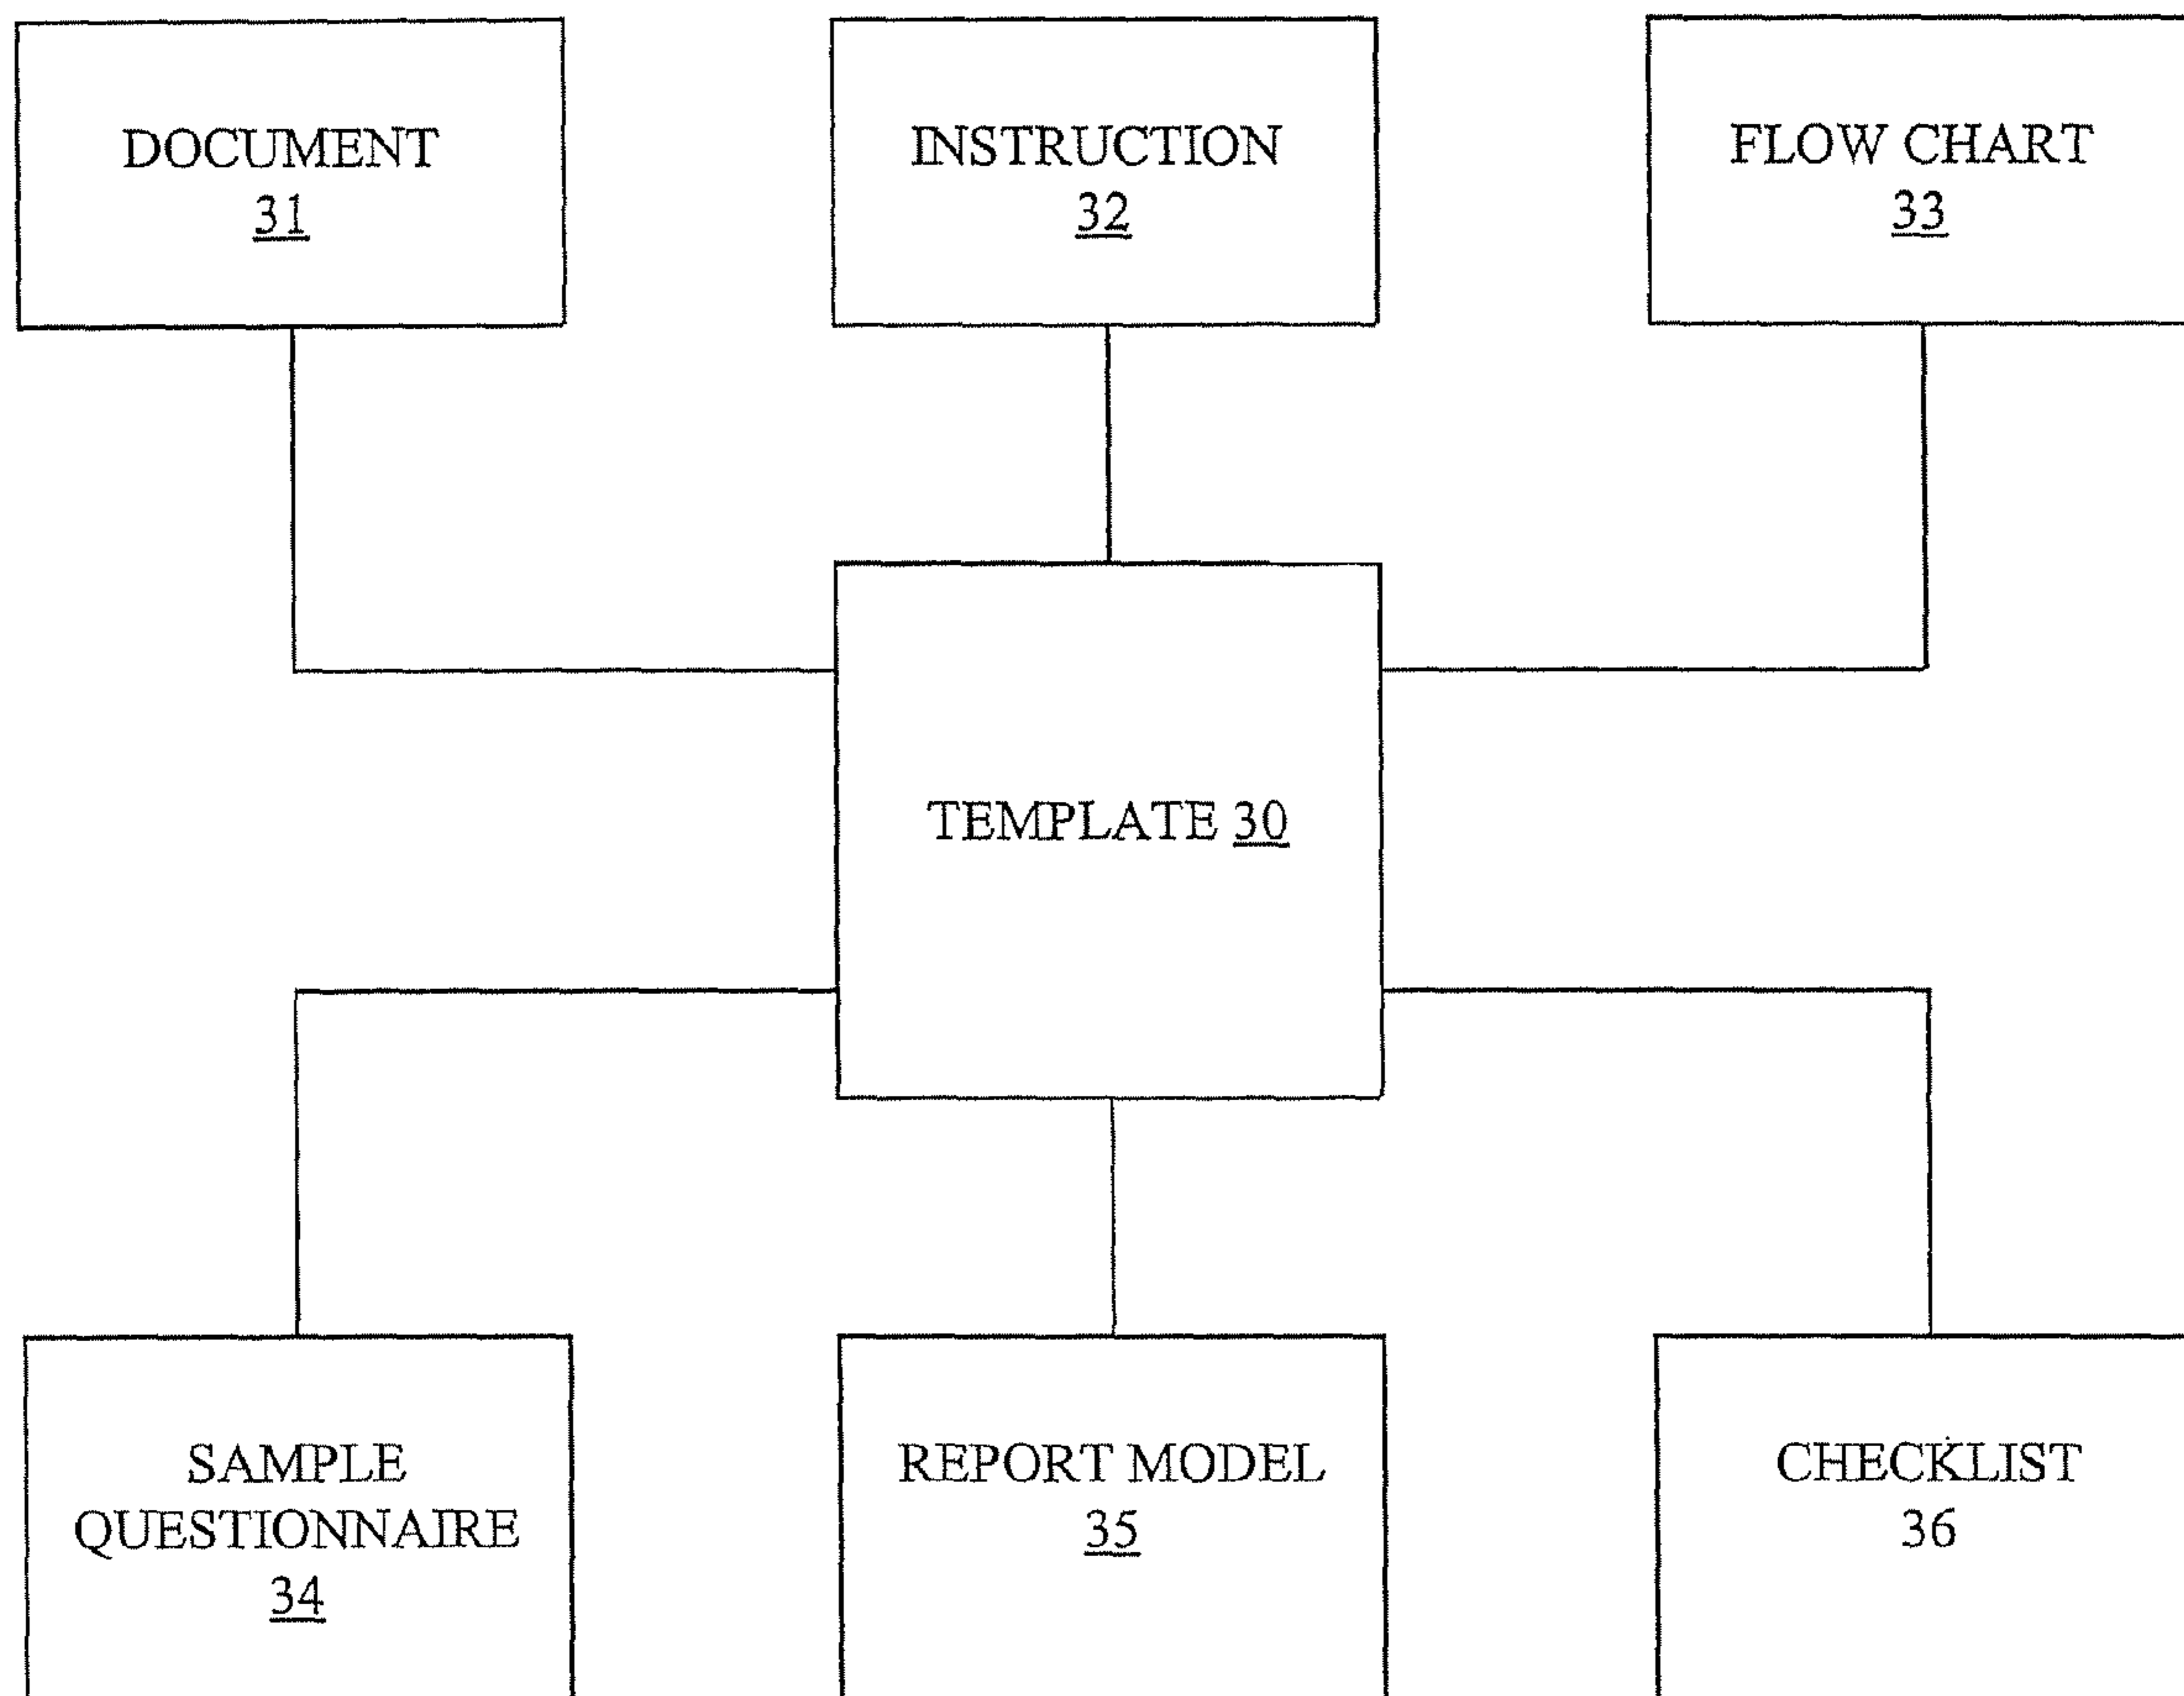 DOCUMENT
31
INSTRUCTION
32
FLOW CHART
33
TEMPLATE 30
SAMPLE
QUESTIONNAIRE
34
REPORT MODEL
35
CHECKLIST
36